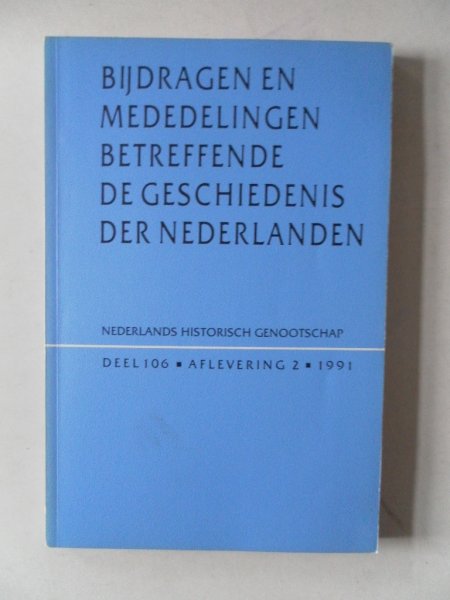 BIJDRAGEN EN
MEDEDELINGEN
BETREFFENDE
DE GESCHIEDENIS
DER NEDERLANDEN
NEDERLANDS HISTORISCH GENOOTSCHAP
DEEL 106 ▪ AFLEVERING 2 ▪ 1991